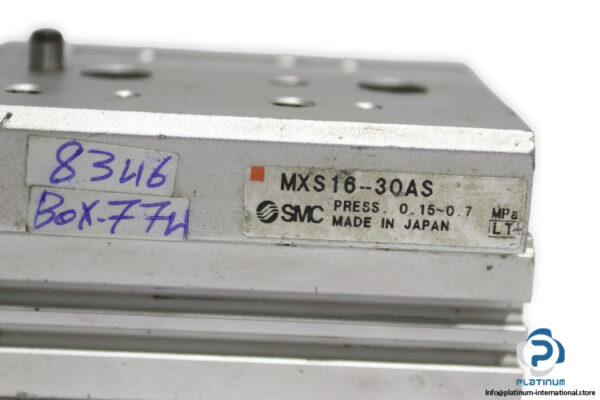 8346
Box-774
MXS16-30AS
SMC
PRESS. 0.15~0.7 MPa
MADE IN JAPAN
LT
PLATINUM
Info@platinum-international.store